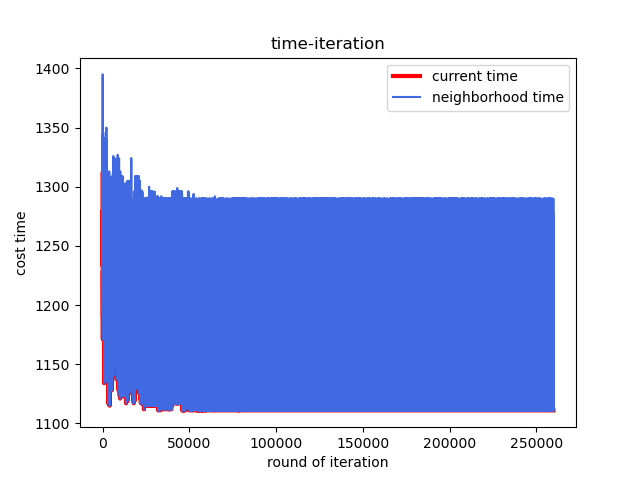 time-iteration
current time
neighborhood time
1400
1350
1300
1250
1200
1150
1100
cost time
0
50000
100000
150000
200000
250000
round of iteration